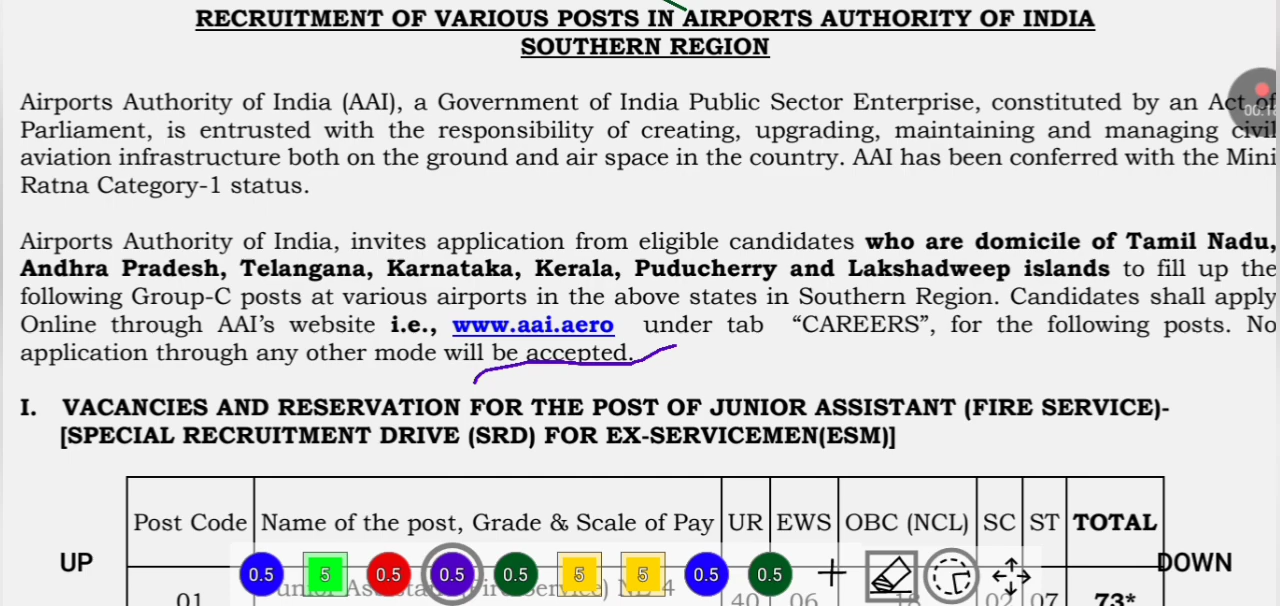 RECRUITMENT OF VARIOUS POSTS IN AIRPORTS AUTHORITY OF INDIA
SOUTHERN REGION
Airports Authority of India (AAI), a Government of India Public Sector Enterprise, constituted by an Act of
Parliament, is entrusted with the responsibility of creating, upgrading, maintaining and managing civil
aviation infrastructure both on the ground and air space in the country. AAI has been conferred with the Mini
Ratna Category-1 status.
Airports Authority of India, invites application from eligible candidates who are domicile of Tamil Nadu,
Andhra Pradesh, Telangana, Karnataka, Kerala, Puducherry and Lakshadweep islands to fill up the
following Group-C posts at various airports in the above states in Southern Region. Candidates shall apply
Online through AAI’s website i.e., www.aai.aero under tab “CAREERS”, for the following posts. No
application through any other mode will be accepted.
I. VACANCIES AND RESERVATION FOR THE POST OF JUNIOR ASSISTANT (FIRE SERVICE)-
[SPECIAL RECRUITMENT DRIVE (SRD) FOR EX-SERVICEMEN(ESM)]
Post Code Name of the post, Grade & Scale of Pay UR EWS OBC (NCL) SC ST TOTAL
UP DOWN
0.5 5 0.5 0.5 0.5 5 5 0.5 0.5
01 40 06 18 02 07 73*